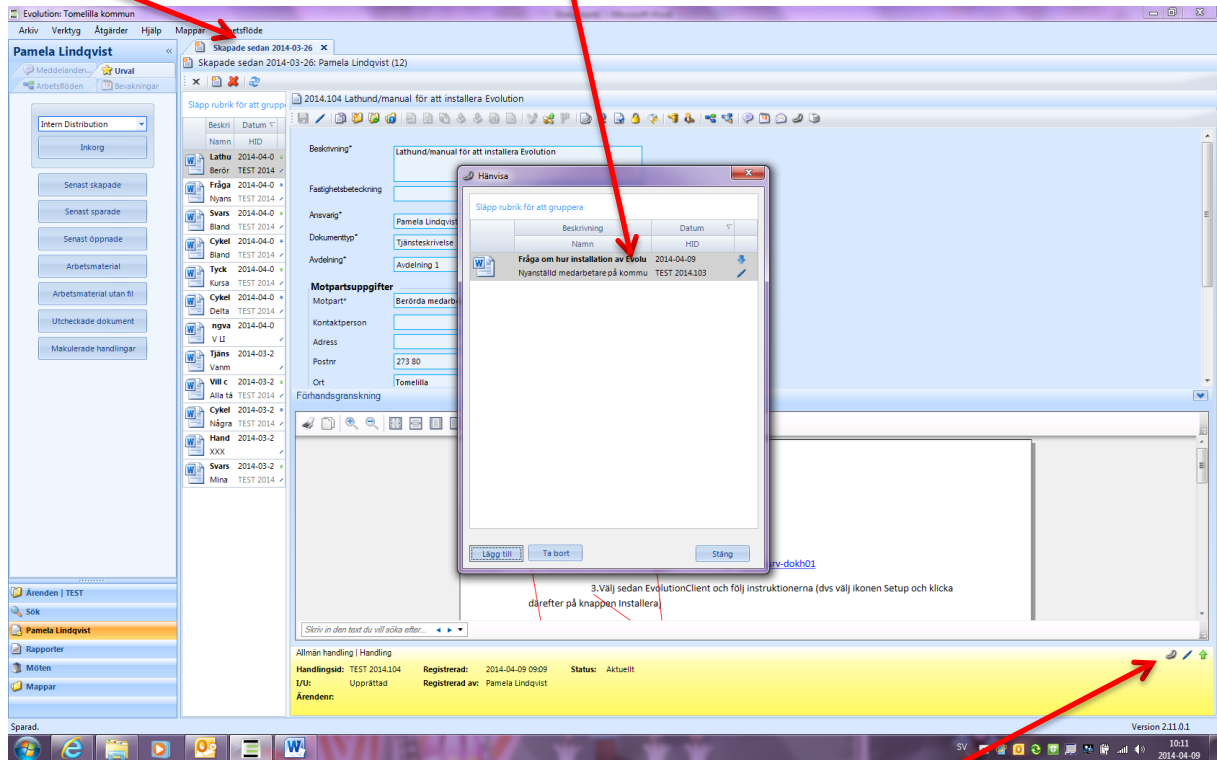 Evolution: Tomelilla kommun
Arkiv Verktyg Åtgärder Hjälp Mappar
Pamela Lindqvist «
Skapade sedan 2014-03-26 x
Meddelanden... Urval
Arbetsflöden Bevakningar
Skapade sedan 2014-03-26: Pamela Lindqvist (12)
Intern Distribution
Inkorg
Senast skapade
Senast sparade
Senast öppnade
Arbetsmaterial
Arbetsmaterial utan fil
Utcheckade dokument
Makulerade handlingar
Släpp rubrik för att gruppe
Beskri Datum
Namn HID
Lathu 2014-04-0
Berör TEST 2014
Fråga 2014-04-0
Nyans TEST 2014
Svars 2014-04-0
Bland TEST 2014
Cykel 2014-04-0
Bland TEST 2014
Tyck 2014-04-0
Kursa TEST 2014
Cykel 2014-04-0
Delta TEST 2014
ngva 2014-04-0
V LI
Tjäns 2014-03-2
Vanm
Vill c 2014-03-2
Alla tä TEST 2014
Cykel 2014-03-2
Några TEST 2014
Hand 2014-03-2
XXX
Svars 2014-03-2
Mina TEST 2014
2014.104 Lathund/manual för att installera Evolution
Beskrivning* Lathund/manual för att installera Evolution
Fastighetsbeteckning
Ansvarig* Pamela Lindqvist
Dokumenttyp* Tjänsteskrivelse
Avdelning* Avdelning 1
Motpartsuppgifter
Motpart* Berörda medarbe
Kontaktperson
Adress
Postnr 273 80
Ort Tomelilla
Förhandsgranskning
Hänvisa
Släpp rubrik för att gruppera
Beskrivning Datum
Namn HID
Fråga om hur installation av Evolu 2014-04-09
Nyanställd medarbetare på kommu TEST 2014.103
Lägg till Ta bort Stäng
rv-dokh01
3.Välj sedan EvolutionClient och följ instruktionerna (dvs välj ikonen Setup och klicka
därefter på knappen Installera)
Skriv in den text du vill söka efter...
Ärenden | TEST
Sök
Pamela Lindqvist
Rapporter
Möten
Mappar
Allmän handling | Handling
Handlingsid: TEST 2014.104 Registrerad: 2014-04-09 09:09 Status: Aktuellt
I/U: Upprättad Registrerad av: Pamela Lindqvist
Ärendenr:
Sparad. Version 2.11.0.1
SV 10:11
2014-04-09